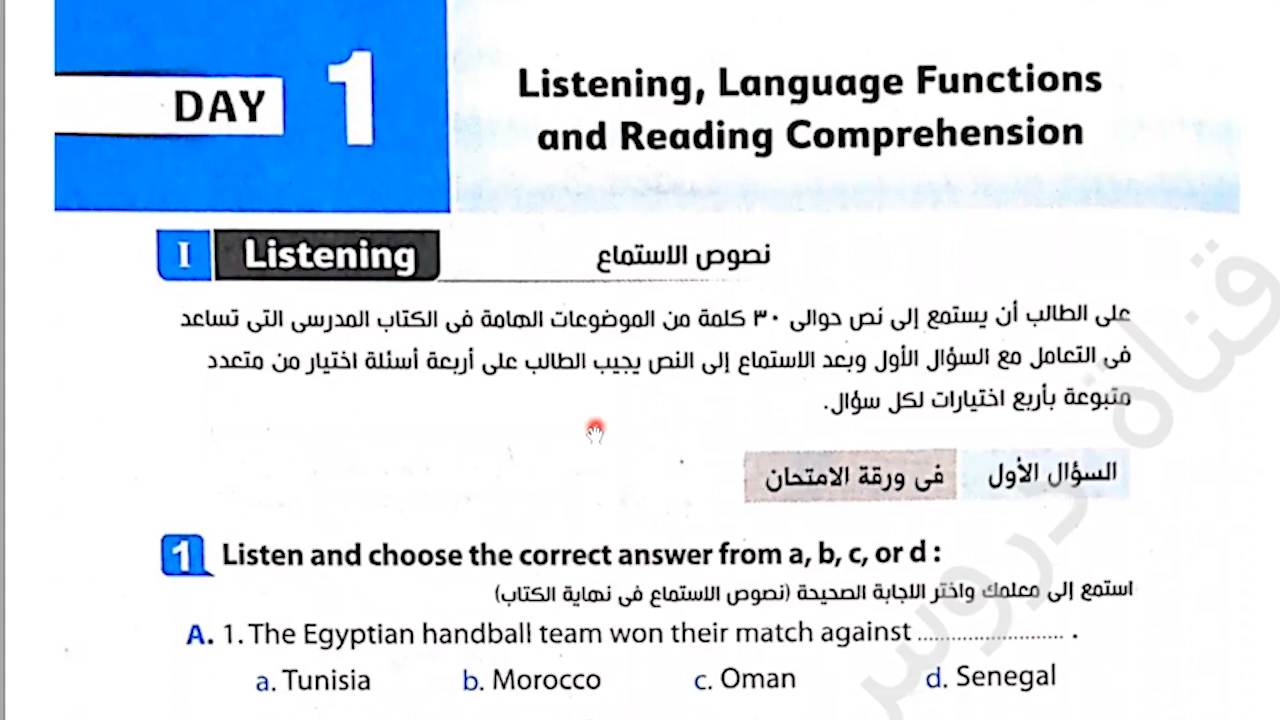 DAY 1
Listening, Language Functions
and Reading Comprehension
I Listening نصوص الاستماع
على الطالب أن يستمع إلى نص حوالى ٣٠ كلمة من الموضوعات الهامة فى الكتاب المدرسى التى تساعد
فى التعامل مع السؤال الأول وبعد الاستماع إلى النص يجيب الطالب على أربعة أسئلة اختيار من متعدد
متبوعة بأربع اختيارات لكل سؤال.
السؤال الأول فى ورقة الامتحان
1 Listen and choose the correct answer from a, b, c, or d :
استمع إلى معلمك واختر الاجابة الصحيحة (نصوص الاستماع فى نهاية الكتاب)
A. 1. The Egyptian handball team won their match against .......................... .
a. Tunisia b. Morocco c. Oman d. Senegal
قناة دروس